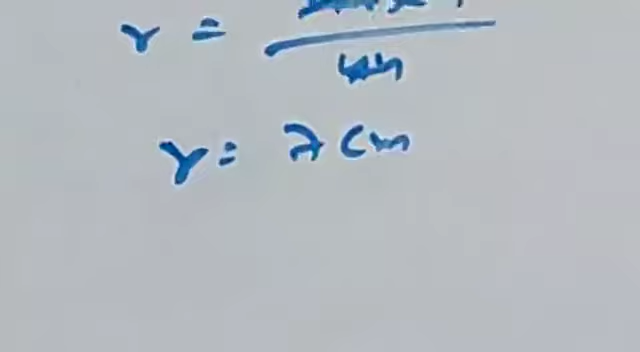 r =
44
r = 7 cm